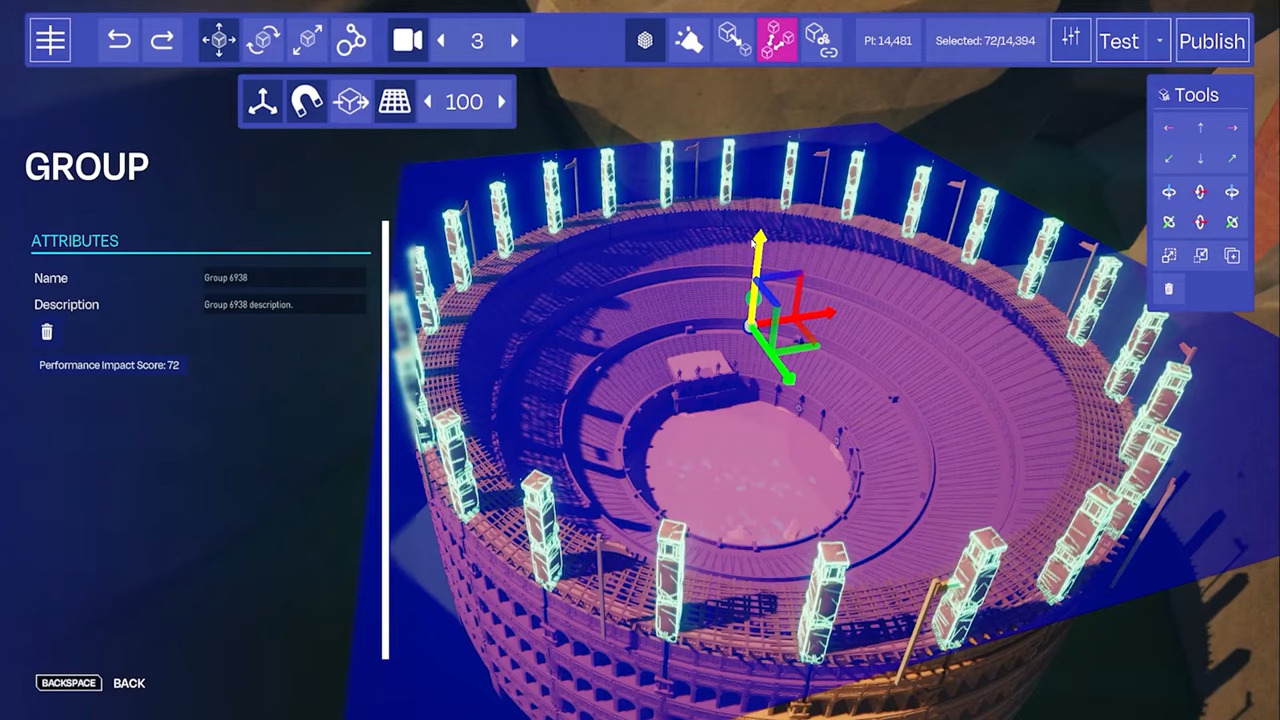 3
PI: 14,481
Selected: 72/14,394
Test
Publish
100
Tools
GROUP
ATTRIBUTES
Name
Group 6938
Description
Group 6938 description.
Performance Impact Score: 72
BACKSPACE
BACK